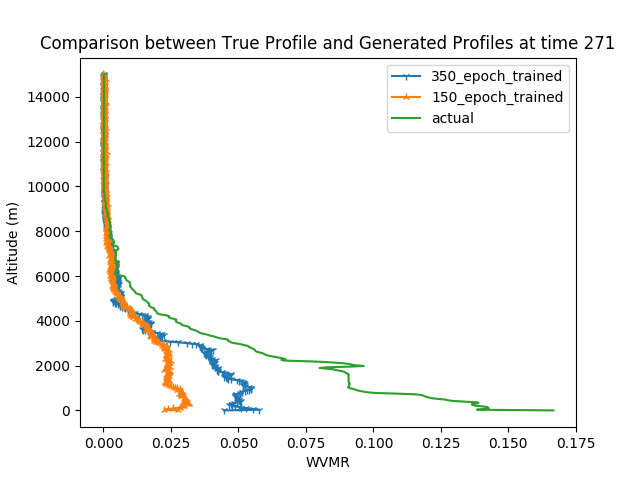 Comparison between True Profile and Generated Profiles at time 271
350_epoch_trained
150_epoch_trained
actual
Altitude (m)
14000
12000
10000
8000
6000
4000
2000
0
0.000 0.025 0.050 0.075 0.100 0.125 0.150 0.175
WVMR